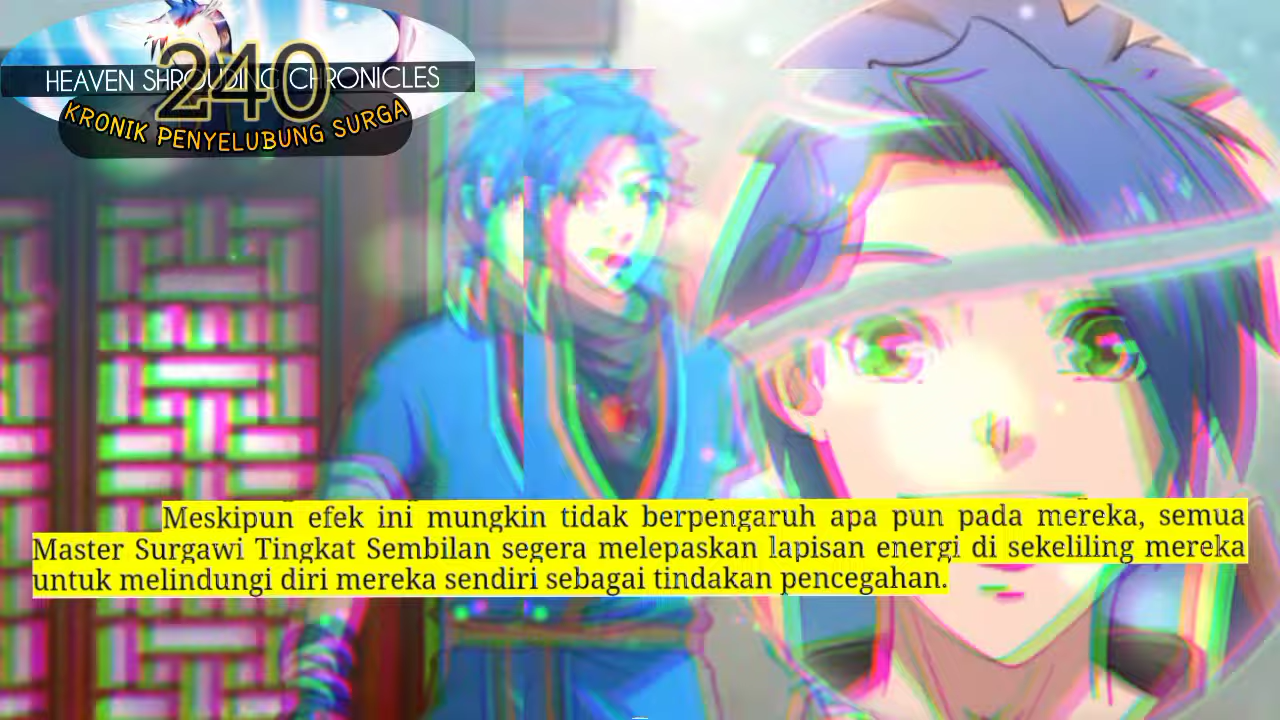 240
HEAVEN SHROUDING CHRONICLES
KRONIK PENYELUBUNG SURGA
Meskipun efek ini mungkin tidak berpengaruh apa pun pada mereka, semua
Master Surgawi Tingkat Sembilan segera melepaskan lapisan energi di sekeliling mereka
untuk melindungi diri mereka sendiri sebagai tindakan pencegahan.